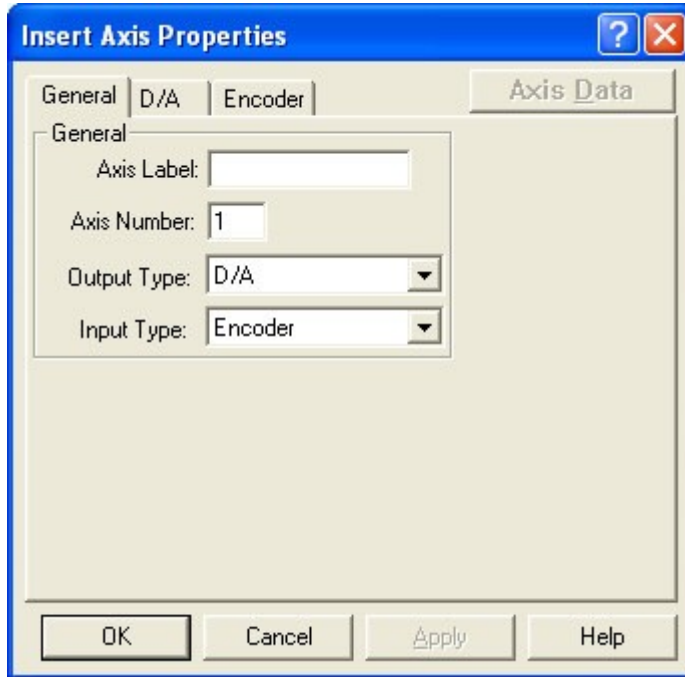 Insert Axis Properties ?
General D/A Encoder Axis Data
General
Axis Label:
Axis Number: 1
Output Type: D/A
Input Type: Encoder
OK Cancel Apply Help